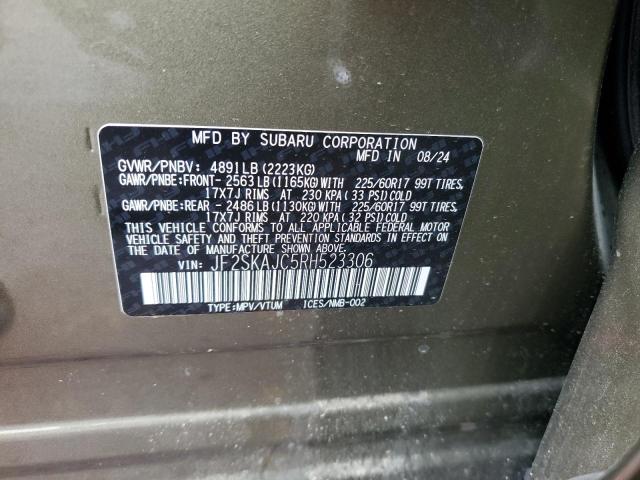 MFD BY SUBARU CORPORATION
MFD IN 08/24
GVWR/PNBV: 4891LB(2223KG)
GAWR/PNBE:FRONT-2563LB(1165KG)WITH 225/60R17 99T TIRES,
17X7J RIMS AT 230 KPA(33 PSI)COLD
GAWR/PNBE:REAR -2486LB(1130KG)WITH 225/60R17 99T TIRES,
17X7J RIMS AT 220 KPA(32 PSI)COLD
THIS VEHICLE CONFORMS TO ALL APPLICABLE FEDERAL MOTOR
VEHICLE SAFETY AND THEFT PREVENTION STANDARDS IN EFFECT ON
THE DATE OF MANUFACTURE SHOWN ABOVE.
VIN: JF2SKAJC5RH523306
TYPE:MPV/VTUM ICES/NMB-002